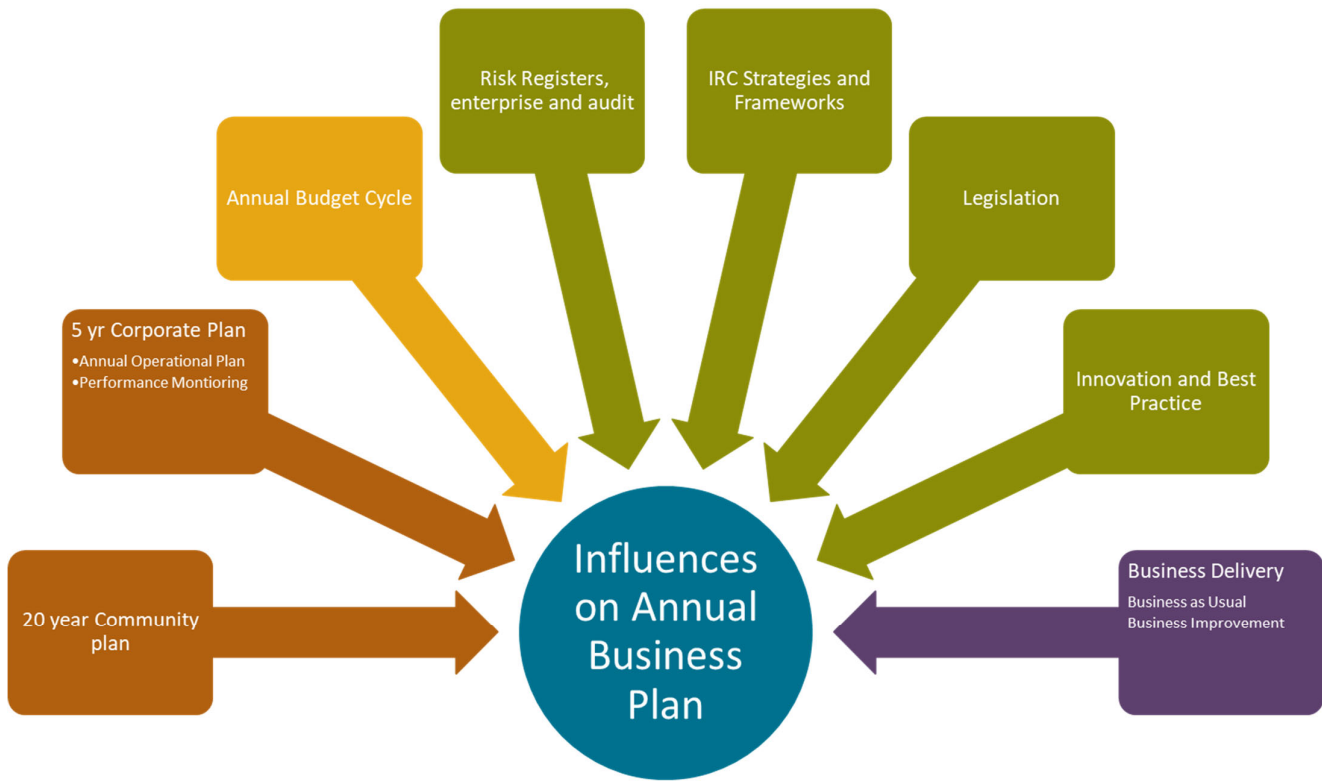 Risk Registers,
enterprise and audit
IRC Strategies and
Frameworks
Annual Budget Cycle
Legislation
5 yr Corporate Plan
•Annual Operational Plan
•Performance Montioring
Innovation and Best
Practice
20 year Community
plan
Influences
on Annual
Business
Plan
Business Delivery
Business as Usual
Business Improvement